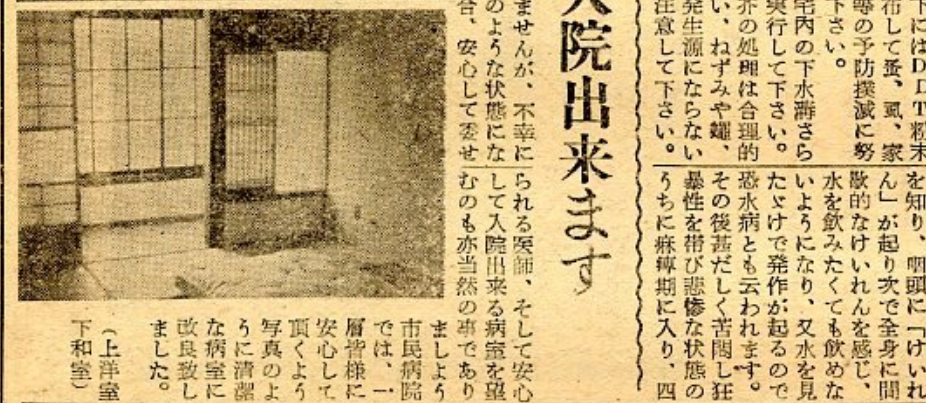 下にはDDT粉末
布して蚤、虱、家
等の予防撲滅に努
下さい。
宅内の下水溝さら
実行して下さい。
芥の処理は合理的
い、ねずみや蠅、
発生源にならない
注意して下さい。
を知り、咽頭に「けいれ
ん」が起り次で全身に間
歇的なけいれんを感じ、
水を飲みたくても飲めな
いようになり、又水を見
たゞけで発作が起るので
恐水病とも云われます。
その後甚だしく苦悶し狂
暴性を帯び悲惨な状態の
うちに痳痺期に入り、四
入院出来ます
ませんが、不幸に
のような状態にな
合、安心して委せ
られる医師、そして安心
して入院出来る病室を望
むのも亦当然の事であり
ましよう
市民病院
では、一
層皆様に
安心して
頂くよう
写真のよ
うに清潔
な病室に
改良致し
ました。
(上洋室
下和室)